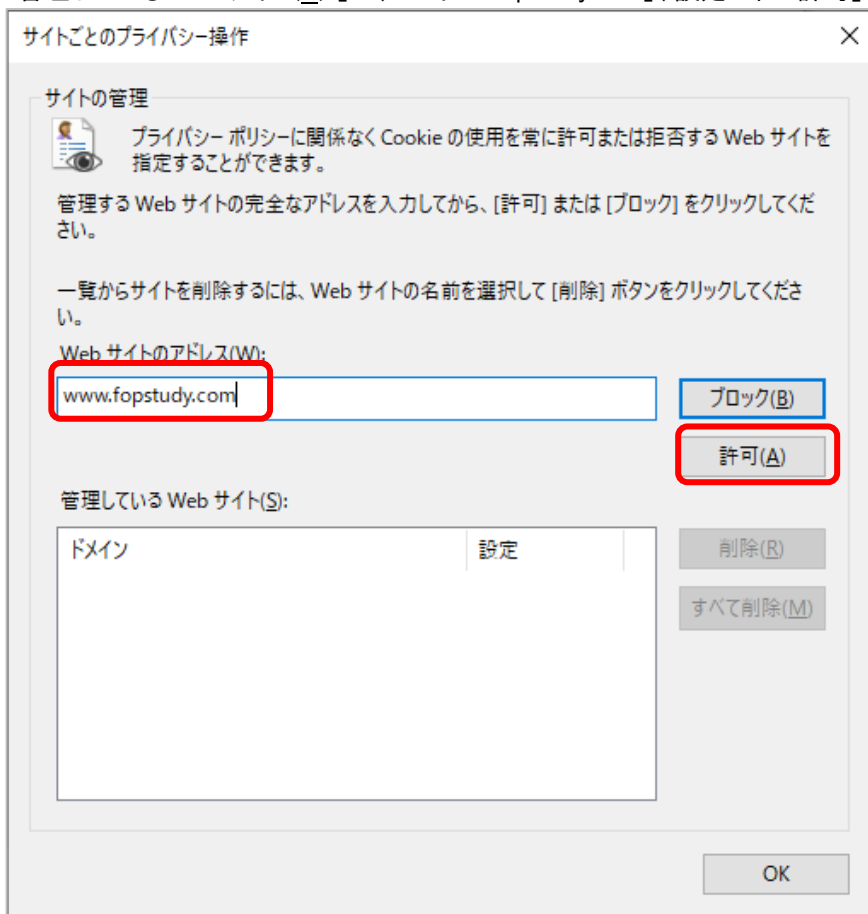 サイトごとのプライバシー操作
サイトの管理
プライバシー ポリシーに関係なく Cookie の使用を常に許可または拒否する Web サイトを
指定することができます。
管理する Web サイトの完全なアドレスを入力してから、[許可] または [ブロック] をクリックしてくだ
さい。
一覧からサイトを削除するには、Web サイトの名前を選択して [削除] ボタンをクリックしてくださ
い。
Web サイトのアドレス(W):
www.fopstudy.com
ブロック(B)
許可(A)
管理している Web サイト(S):
ドメイン 設定
削除(R)
すべて削除(M)
OK